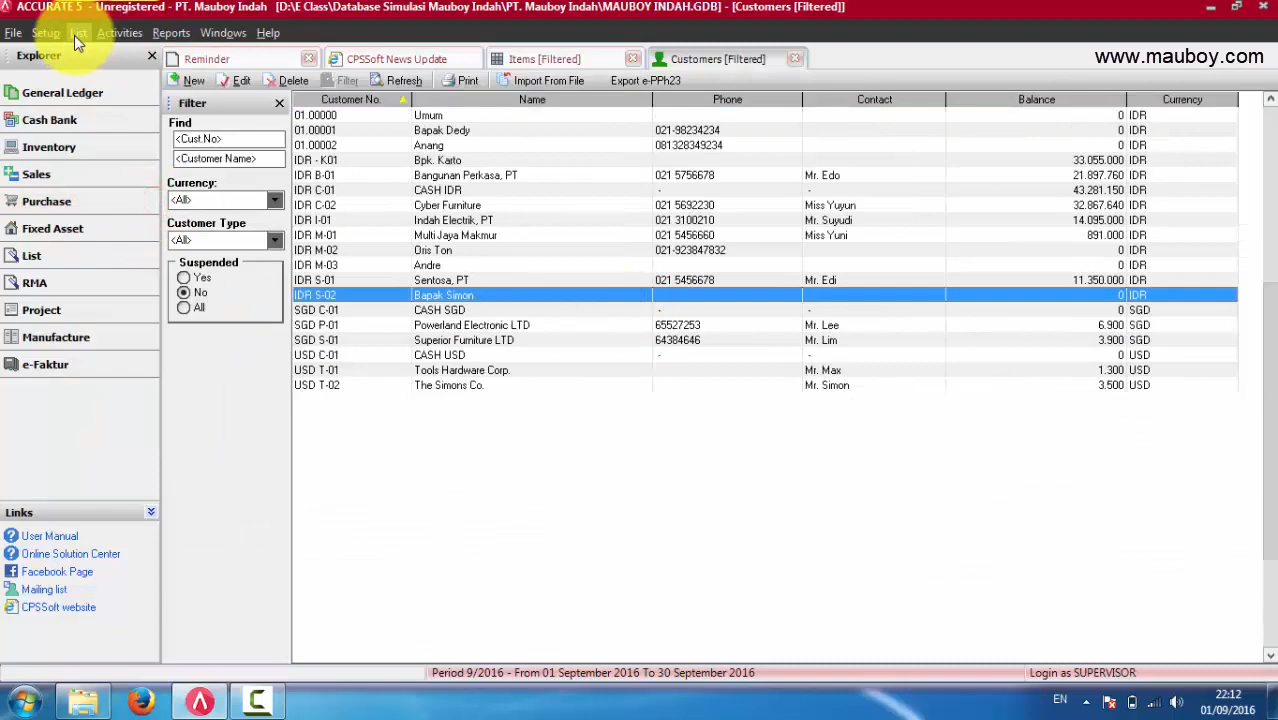 ACCURATE 5 - Unregistered - PT. Mauboy Indah [D:\E Class\Database Simulasi Mauboy Indah\PT. Mauboy Indah\MAUBOY INDAH.GDB] - [Customers [Filtered]]
File Setup List Activities Reports Windows Help
www.mauboy.com
Explorer
Reminder CPSSoft News Update Items [Filtered] Customers [Filtered]
New Edit Delete Filter Refresh Print Import From File Export e-PPh23
General Ledger
Cash Bank
Inventory
Sales
Purchase
Fixed Asset
List
RMA
Project
Manufacture
e-Faktur
Links
User Manual
Online Solution Center
Facebook Page
Mailing list
CPSSoft website
Filter
Find
<Cust.No>
<Customer Name>
Currency:
<All>
Customer Type
<All>
Suspended
Yes
No
All
Customer No. Name Phone Contact Balance Currency
01.00000 Umum 0 IDR
01.00001 Bapak Dedy 021-98234234 0 IDR
01.00002 Anang 081328349234 0 IDR
IDR - K01 Bpk. Karto 33.055.000 IDR
IDR B-01 Bangunan Perkasa, PT 021 5756678 Mr. Edo 21.897.760 IDR
IDR C-01 CASH IDR - - 43.281.150 IDR
IDR C-02 Cyber Furniture 021 5692230 Miss Yuyun 32.867.640 IDR
IDR I-01 Indah Electrik, PT 021 3100210 Mr. Suyudi 14.095.000 IDR
IDR M-01 Multi Jaya Makmur 021 5456660 Miss Yuni 891.000 IDR
IDR M-02 Oris Ton 021-923847832 0 IDR
IDR M-03 Andre 0 IDR
IDR S-01 Sentosa, PT 021 5456678 Mr. Edi 11.350.000 IDR
IDR S-02 Bapak Simon 0 IDR
SGD C-01 CASH SGD - - 0 SGD
SGD P-01 Powerland Electronic LTD 65527253 Mr. Lee 6.900 SGD
SGD S-01 Superior Furniture LTD 64384646 Mr. Lim 3.900 SGD
USD C-01 CASH USD - - 0 USD
USD T-01 Tools Hardware Corp. Mr. Max 1.300 USD
USD T-02 The Simons Co. Mr. Simon 3.500 USD
Period 9/2016 - From 01 September 2016 To 30 September 2016
Login as SUPERVISOR
EN
22:12
01/09/2016